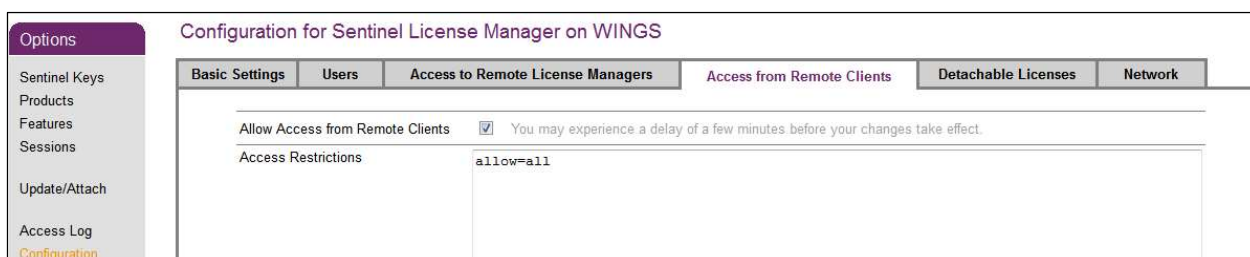 Options
Sentinel Keys
Products
Features
Sessions
Update/Attach
Access Log
Configuration
Configuration for Sentinel License Manager on WINGS
Basic Settings Users Access to Remote License Managers Access from Remote Clients Detachable Licenses Network
Allow Access from Remote Clients You may experience a delay of a few minutes before your changes take effect.
Access Restrictions allow=all